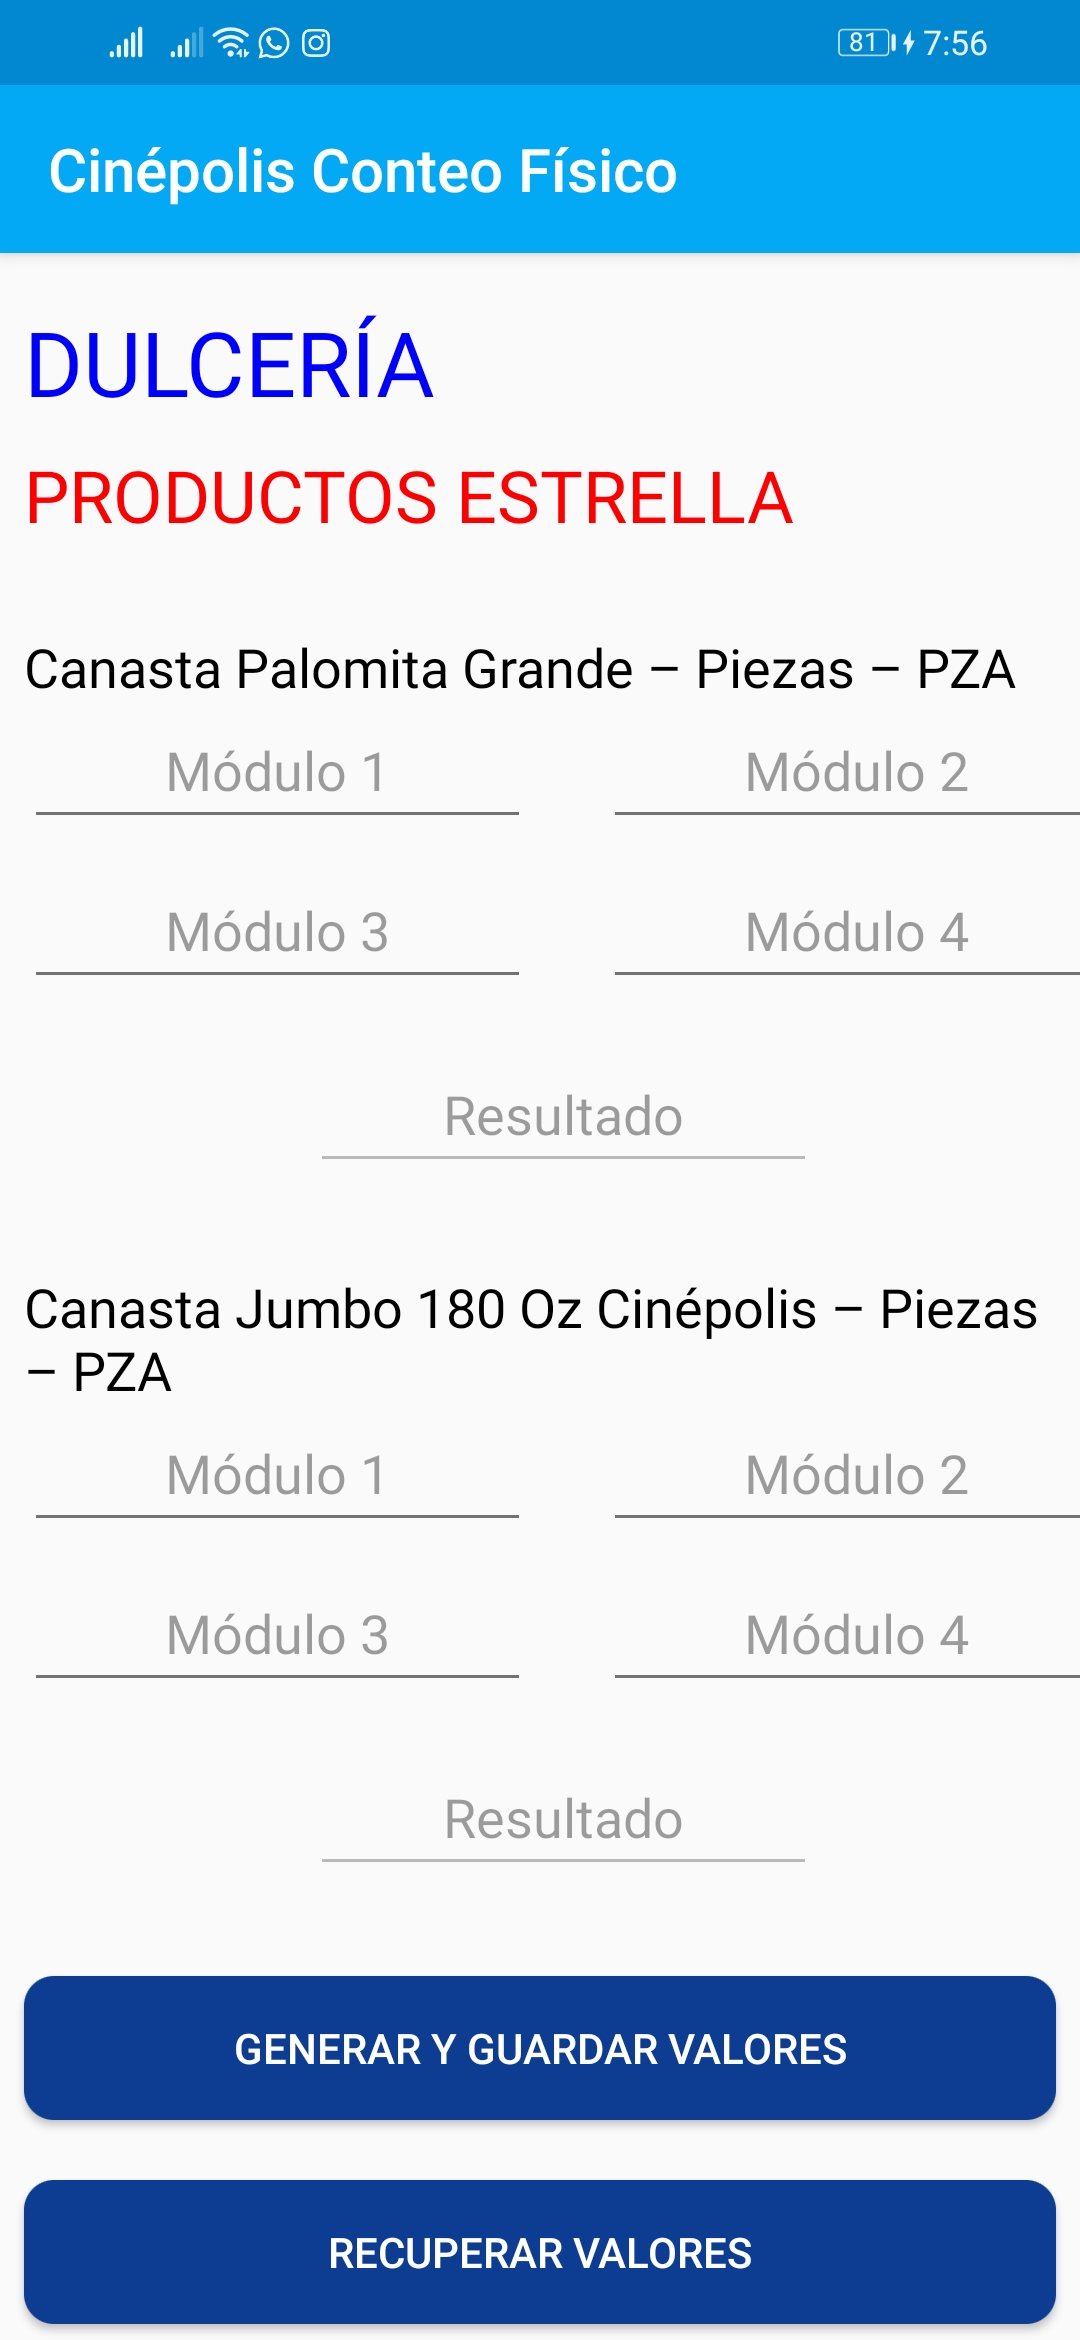 81 7:56
Cinépolis Conteo Físico
DULCERÍA
PRODUCTOS ESTRELLA
Canasta Palomita Grande – Piezas – PZA
Módulo 1 Módulo 2
Módulo 3 Módulo 4
Resultado
Canasta Jumbo 180 Oz Cinépolis – Piezas
– PZA
Módulo 1 Módulo 2
Módulo 3 Módulo 4
Resultado
GENERAR Y GUARDAR VALORES
RECUPERAR VALORES